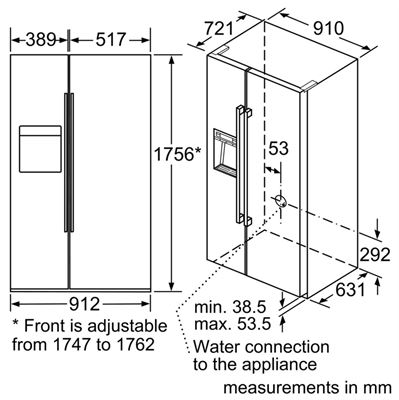 389 517
721 910
1756*
53
292
631
912
min. 38.5
max. 53.5
* Front is adjustable
from 1747 to 1762
Water connection
to the appliance
measurements in mm